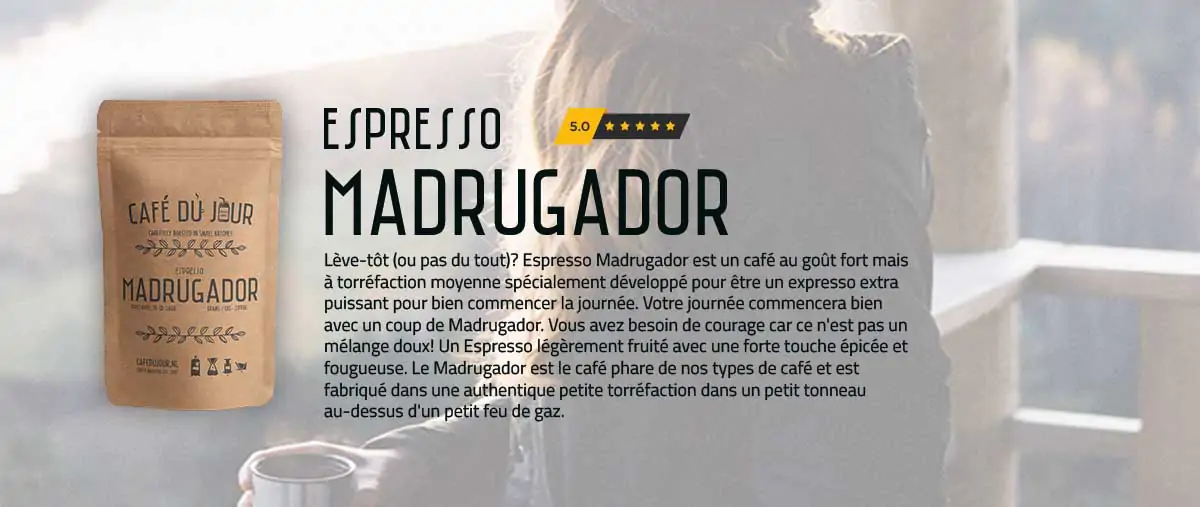 ESPRESSO
5.0
MADRUGADOR
Lève-tôt (ou pas du tout)? Espresso Madrugador est un café au goût fort mais
à torréfaction moyenne spécialement développé pour être un expresso extra
puissant pour bien commencer la journée. Votre journée commencera bien
avec un coup de Madrugador. Vous avez besoin de courage car ce n'est pas un
mélange doux! Un Espresso légèrement fruité avec une forte touche épicée et
fougueuse. Le Madrugador est le café phare de nos types de café et est
fabriqué dans une authentique petite torréfaction dans un petit tonneau
au-dessus d'un petit feu de gaz.
CAFÉ DÙ JOUR
CAREFULLY ROASTED IN SMALL BATCHES
ESPRESSO
MADRUGADOR
CAFEDUJOUR.NL